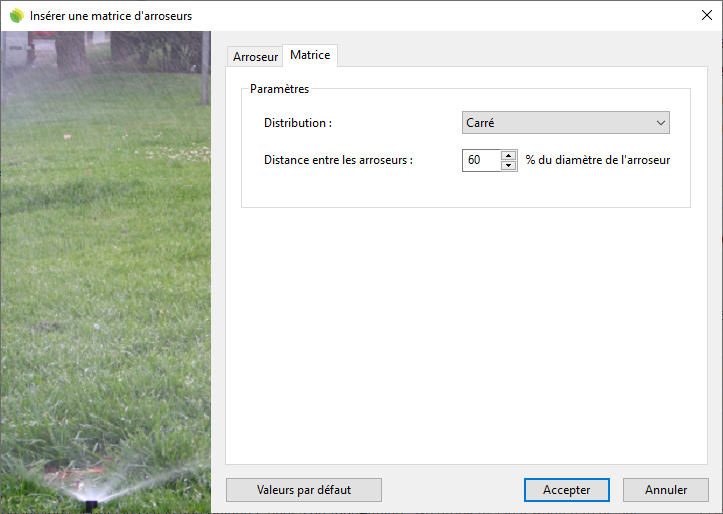 Insérer une matrice d'arroseurs
Arroseur
Matrice
Paramètres
Distribution :
Carré
Distance entre les arroseurs :
60
% du diamètre de l'arroseur
Valeurs par défaut
Accepter
Annuler